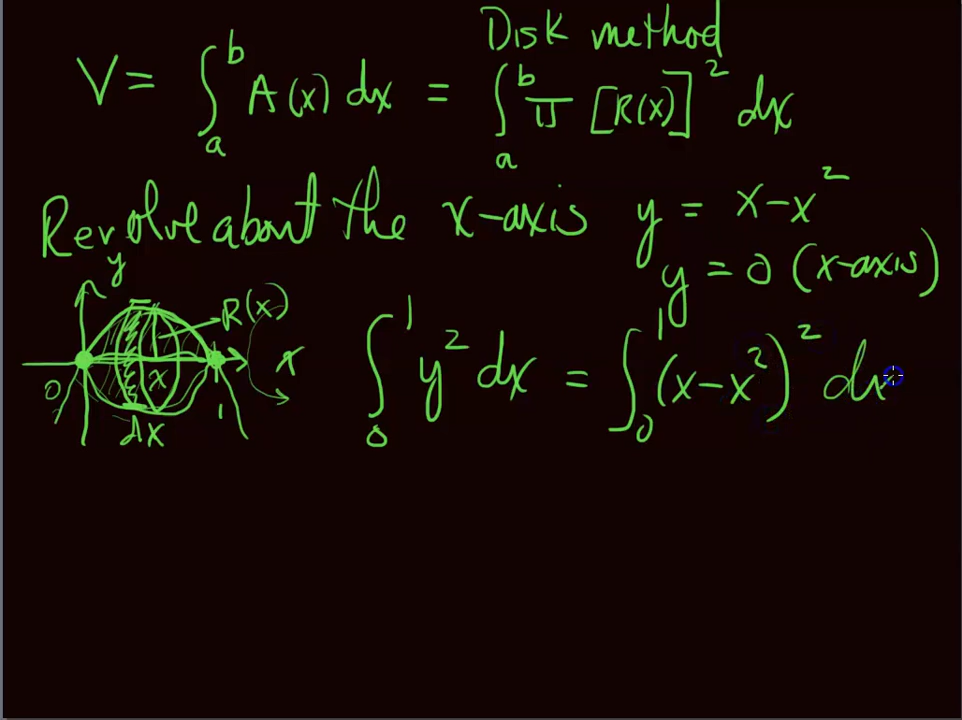 Disk method
V = ∫_a^b A(x) dx = ∫_a^b π [R(x)]² dx
Revolve about the x-axis y = x-x²
y = 0 (x-axis)
y
R(x)
x
x
0
1
Δx
∫_0^1 y² dx = ∫_0^1 (x-x²)² dx